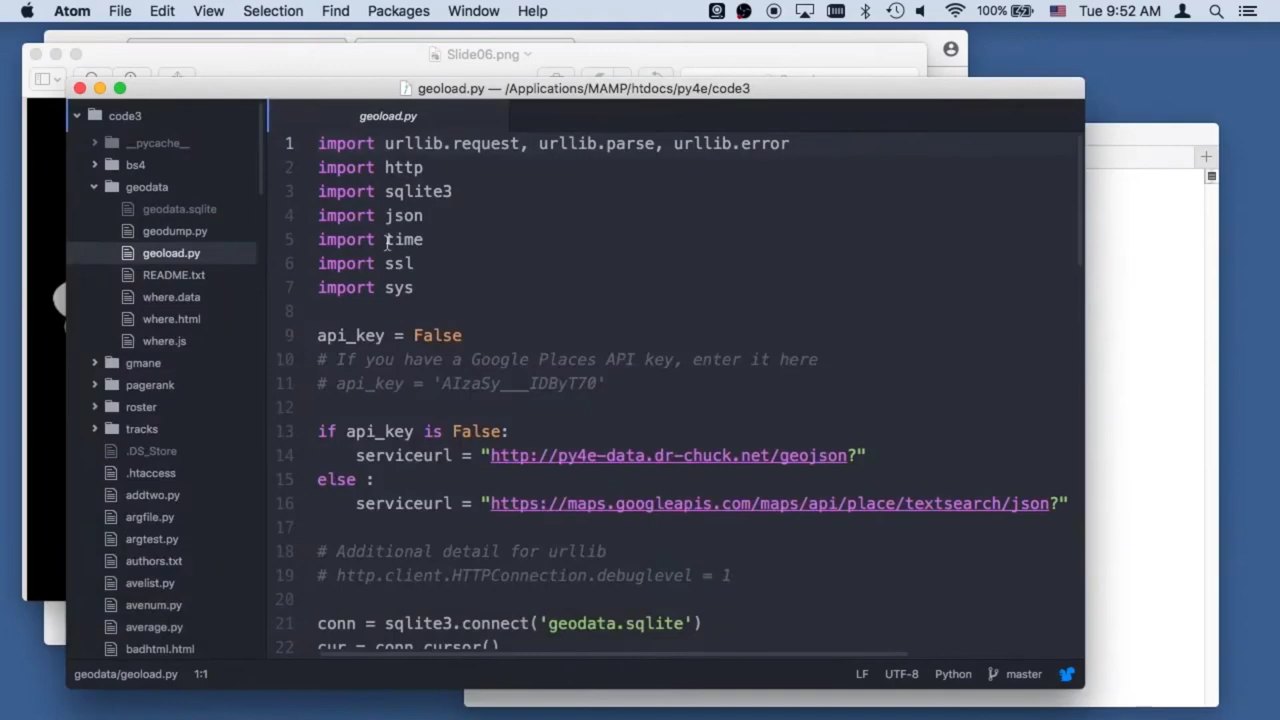 Atom File Edit View Selection Find Packages Window Help 100% Tue 9:52 AM
Slide06.png
geoload.py — /Applications/MAMP/htdocs/py4e/code3
code3
__pycache__
bs4
geodata
geodata.sqlite
geodump.py
geoload.py
README.txt
where.data
where.html
where.js
gmane
pagerank
roster
tracks
.DS_Store
.htaccess
addtwo.py
argfile.py
argtest.py
authors.txt
avelist.py
avenum.py
average.py
badhtml.html
geoload.py
1 import urllib.request, urllib.parse, urllib.error
2 import http
3 import sqlite3
4 import json
5 import time
6 import ssl
7 import sys
8
9 api_key = False
10 # If you have a Google Places API key, enter it here
11 # api_key = 'AIzaSy___IDByT70'
12
13 if api_key is False:
14 serviceurl = "http://py4e-data.dr-chuck.net/geojson?"
15 else :
16 serviceurl = "https://maps.googleapis.com/maps/api/place/textsearch/json?"
17
18 # Additional detail for urllib
19 # http.client.HTTPConnection.debuglevel = 1
20
21 conn = sqlite3.connect('geodata.sqlite')
22 cur = conn.cursor()
geodata/geoload.py 1:1 LF UTF-8 Python master